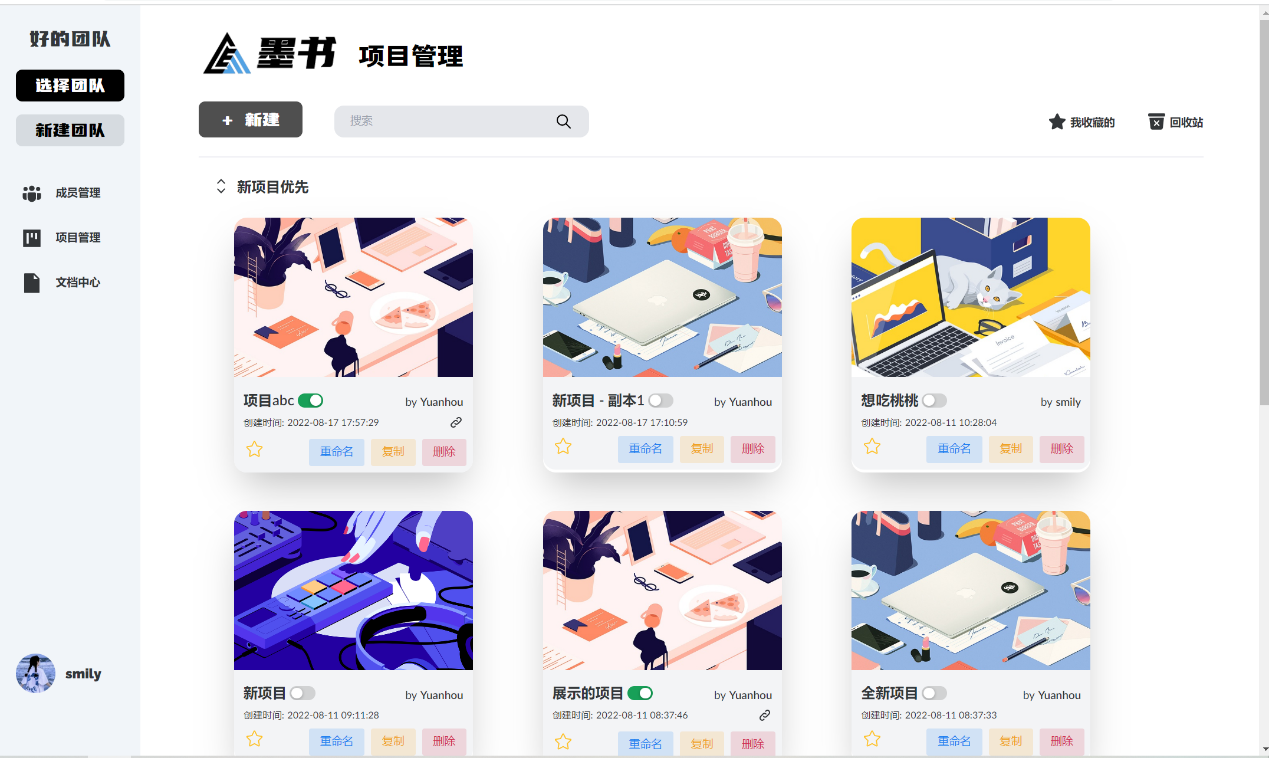 好的团队
选择团队
新建团队
成员管理
项目管理
文档中心
smily
墨书 项目管理
+ 新建
搜索
我收藏的
回收站
新项目优先
项目abc
by Yuanhou
创建时间: 2022-08-17 17:57:29
重命名 复制 删除
新项目 - 副本1
by Yuanhou
创建时间: 2022-08-17 17:10:59
重命名 复制 删除
Invoice
想吃桃桃
by smily
创建时间: 2022-08-11 10:28:04
重命名 复制 删除
新项目
by Yuanhou
创建时间: 2022-08-11 09:11:28
重命名 复制 删除
展示的项目
by Yuanhou
创建时间: 2022-08-11 08:37:46
重命名 复制 删除
全新项目
by Yuanhou
创建时间: 2022-08-11 08:37:33
重命名 复制 删除